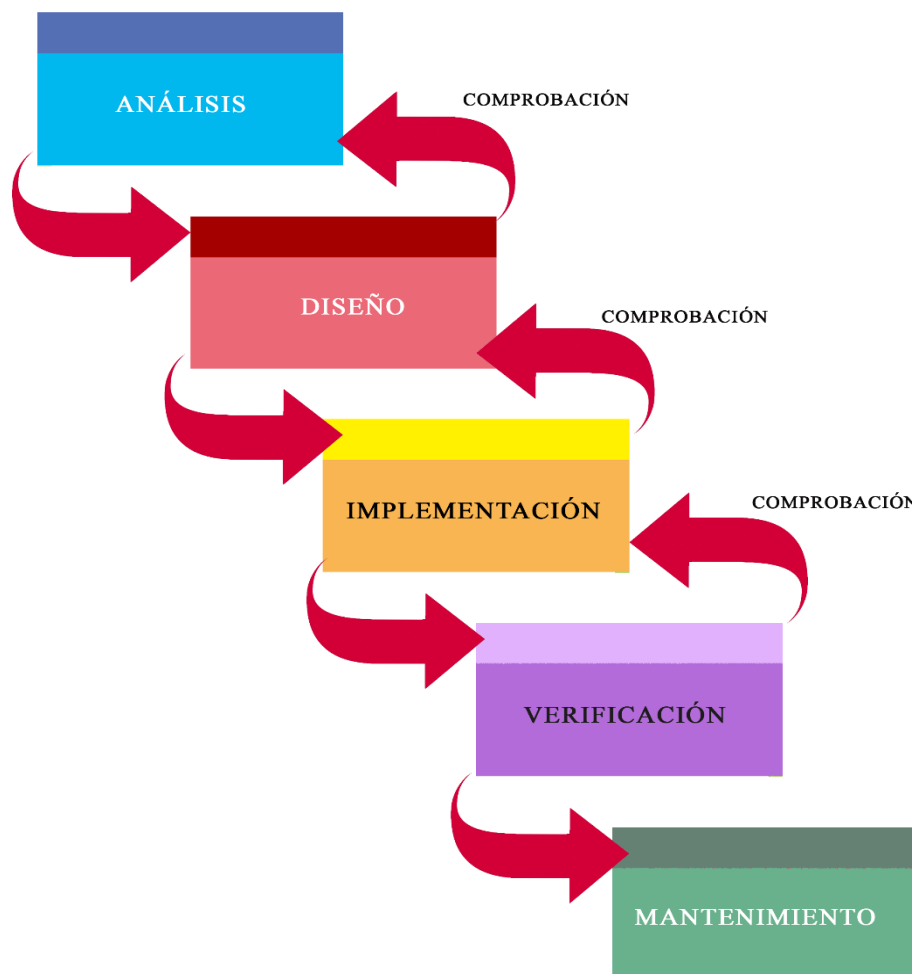 ANÁLISIS
COMPROBACIÓN
DISEÑO
COMPROBACIÓN
IMPLEMENTACIÓN
COMPROBACIÓN
VERIFICACIÓN
MANTENIMIENTO